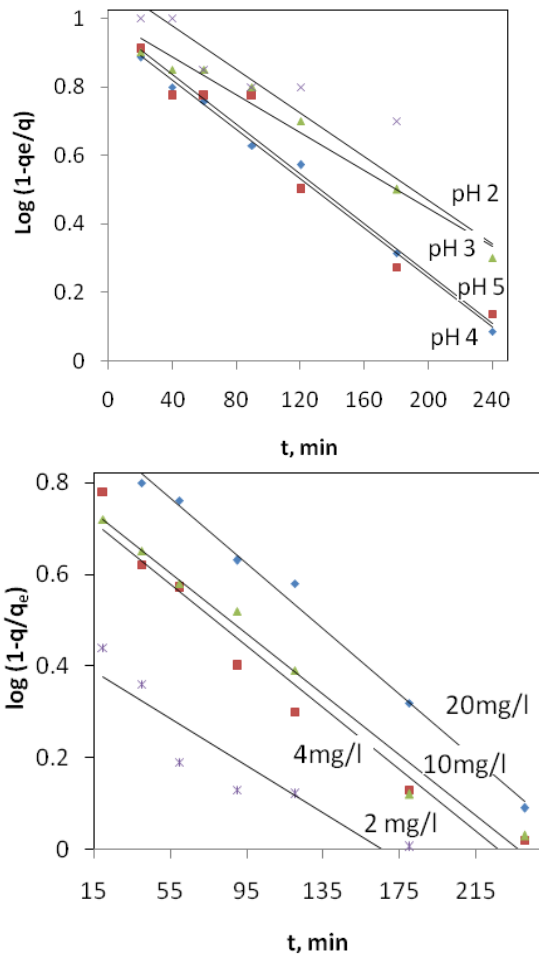 Log (1-qe/q)
1
0.8
0.6
0.4
0.2
0
pH 2
pH 3
pH 5
pH 4
0 40 80 120 160 200 240
t, min
log (1-q/qe)
0.8
0.6
0.4
0.2
0
20mg/l
10mg/l
4mg/l
2 mg/l
15 55 95 135 175 215
t, min